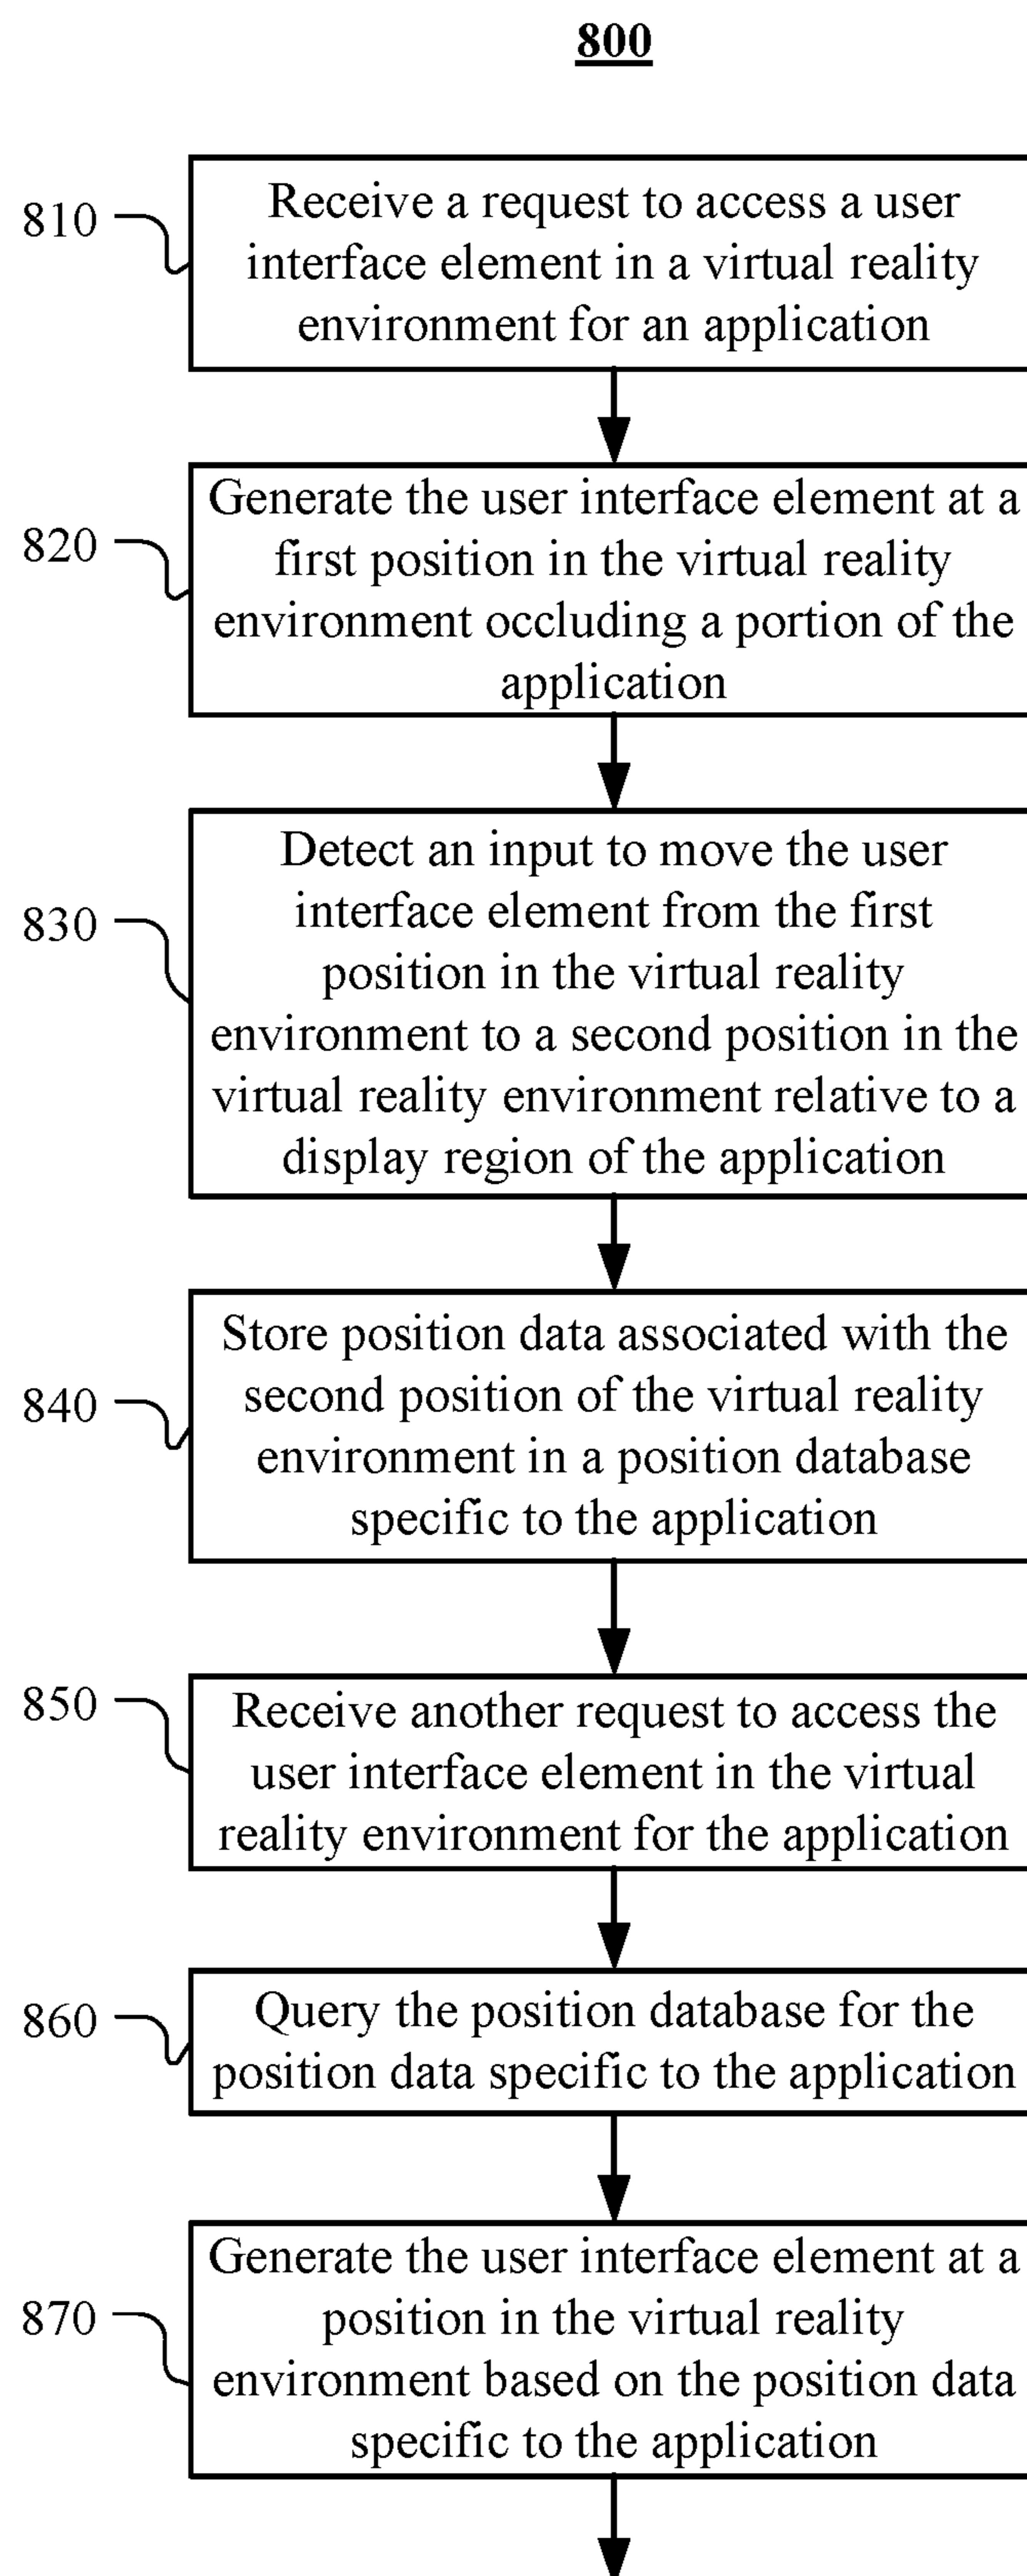 800
810
Receive a request to access a user
interface element in a virtual reality
environment for an application
820
Generate the user interface element at a
first position in the virtual reality
environment occluding a portion of the
application
830
Detect an input to move the user
interface element from the first
position in the virtual reality
environment to a second position in the
virtual reality environment relative to a
display region of the application
840
Store position data associated with the
second position of the virtual reality
environment in a position database
specific to the application
850
Receive another request to access the
user interface element in the virtual
reality environment for the application
860
Query the position database for the
position data specific to the application
870
Generate the user interface element at a
position in the virtual reality
environment based on the position data
specific to the application